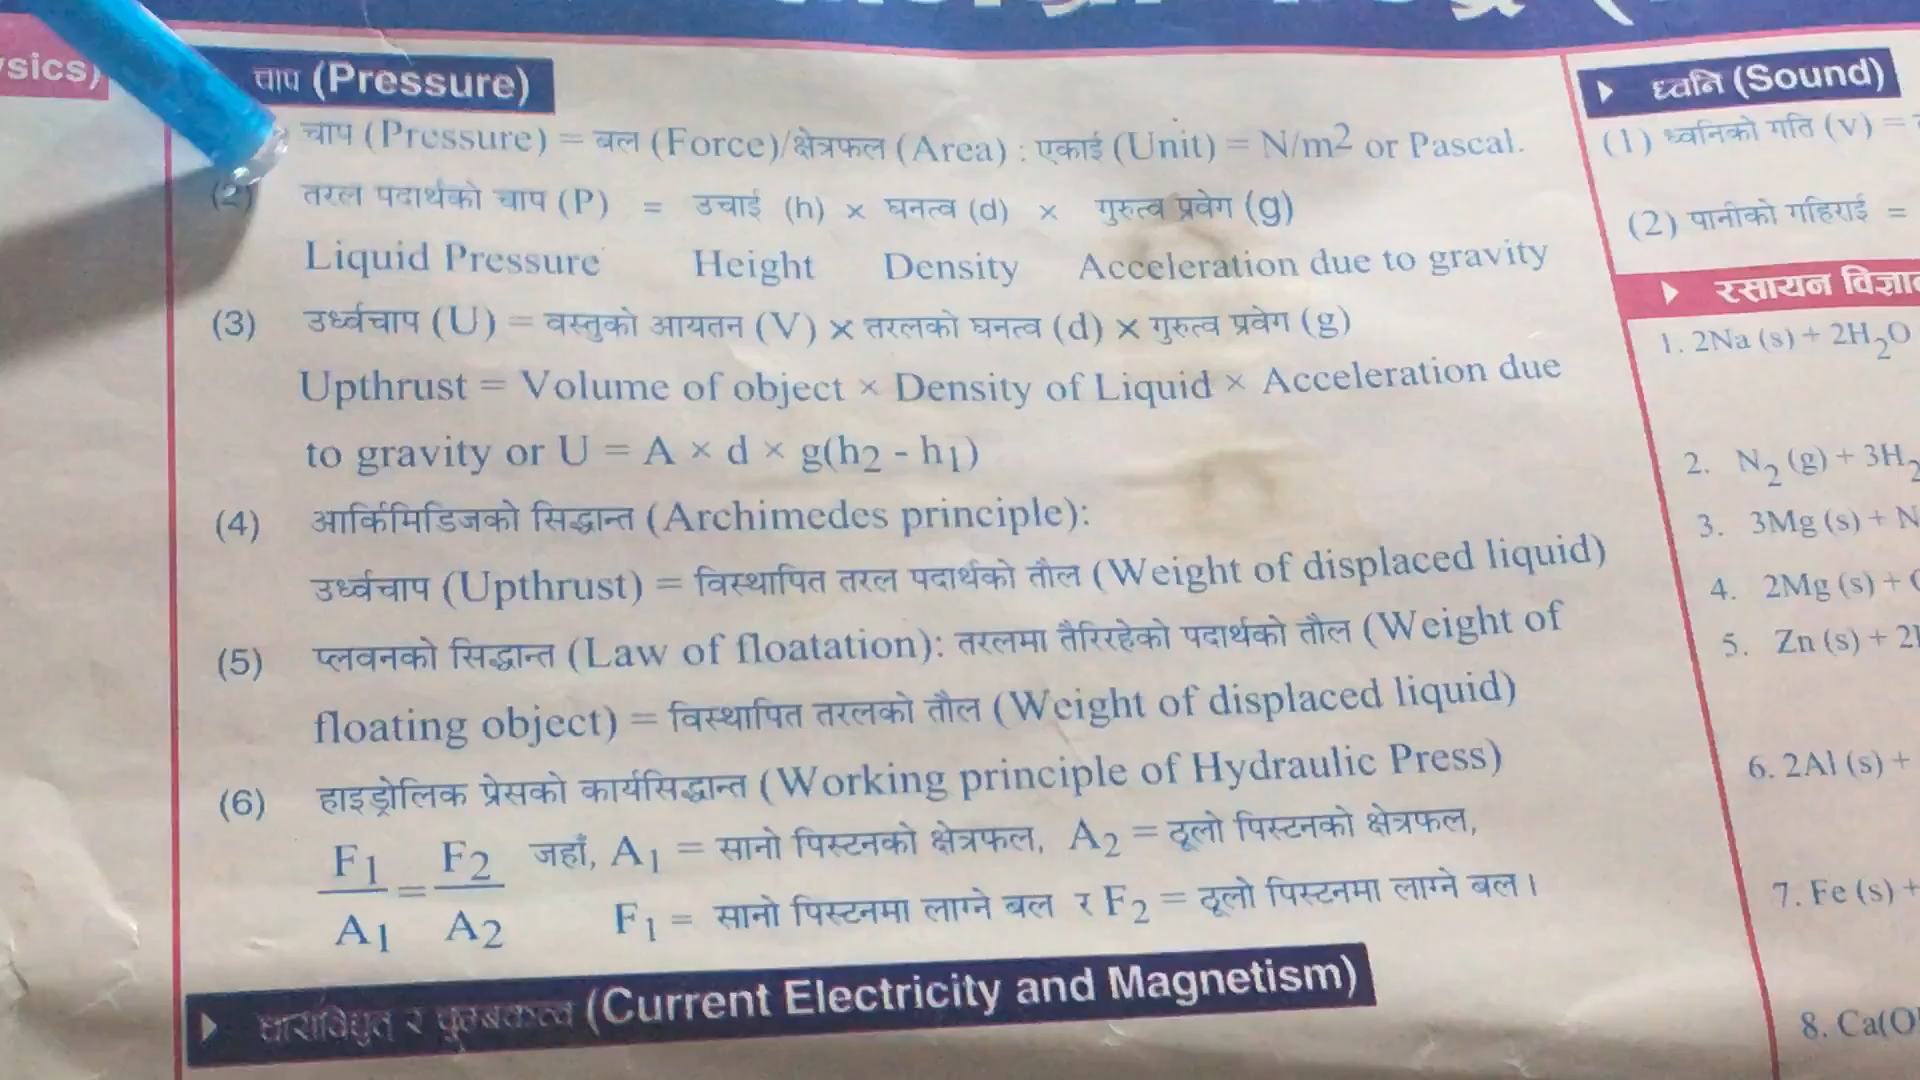 sics)
चाप (Pressure)
चाप (Pressure) = बल (Force)/क्षेत्रफल (Area) : एकाई (Unit) = N/m2 or Pascal.
(2) तरल पदार्थको चाप (P) = उचाई (h) × घनत्व (d) × गुरुत्व प्रवेग (g)
Liquid Pressure Height Density Acceleration due to gravity
(3) उर्ध्वचाप (U) = वस्तुको आयतन (V) × तरलको घनत्व (d) × गुरुत्व प्रवेग (g)
Upthrust = Volume of object × Density of Liquid × Acceleration due
to gravity or U = A × d × g(h2 - h1)
(4) आर्किमिडिजको सिद्धान्त (Archimedes principle):
उर्ध्वचाप (Upthrust) = विस्थापित तरल पदार्थको तौल (Weight of displaced liquid)
(5) प्लवनको सिद्धान्त (Law of floatation): तरलमा तैरिरहेको पदार्थको तौल (Weight of
floating object) = विस्थापित तरलको तौल (Weight of displaced liquid)
(6) हाइड्रोलिक प्रेसको कार्यसिद्धान्त (Working principle of Hydraulic Press)
F1 = F2 जहाँ, A1 = सानो पिस्टनको क्षेत्रफल, A2 = ठूलो पिस्टनको क्षेत्रफल,
A1 A2 F1 = सानो पिस्टनमा लाग्ने बल र F2 = ठूलो पिस्टनमा लाग्ने बल।
धाराविद्युत र चुम्बकत्व (Current Electricity and Magnetism)
ध्वनि (Sound)
(1) ध्वनिको गति (v) =
(2) पानीको गहिराई =
रसायन
1. 2Na (s) + 2H2O
2. N2 (g) + 3H2
3. 3Mg (s) + N
4. 2Mg (s) +
5. Zn (s) + 2
6. 2Al (s) +
7. Fe (s) +
8. Ca(O